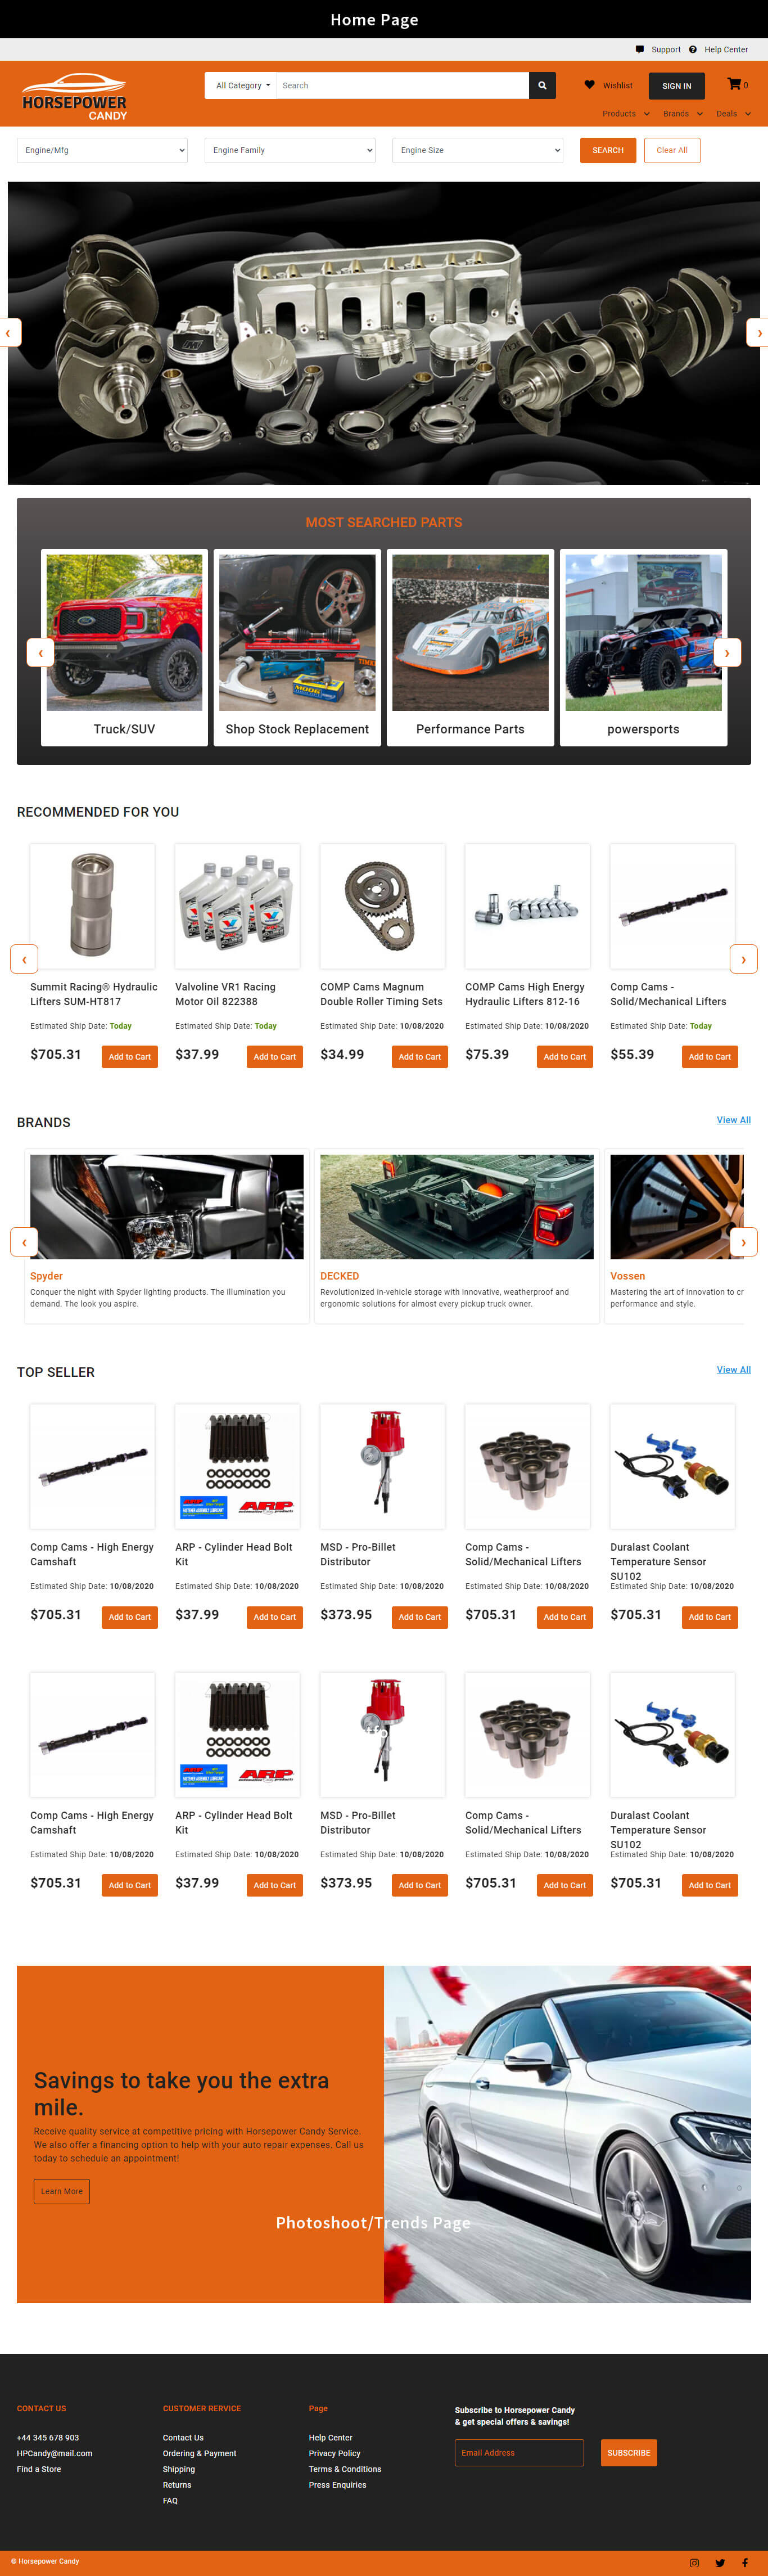 Home Page
Support
Help Center
HORSEPOWER
CANDY
All Category
Search
Wishlist
SIGN IN
0
Products
Brands
Deals
Engine/Mfg
Engine Family
Engine Size
SEARCH
Clear All
MOST SEARCHED PARTS
Truck/SUV
Shop Stock Replacement
Performance Parts
powersports
RECOMMENDED FOR YOU
Summit Racing® Hydraulic
Lifters SUM-HT817
Estimated Ship Date: Today
$705.31
Add to Cart
Valvoline VR1 Racing
Motor Oil 822388
Estimated Ship Date: Today
$37.99
Add to Cart
COMP Cams Magnum
Double Roller Timing Sets
Estimated Ship Date: 10/08/2020
$34.99
Add to Cart
COMP Cams High Energy
Hydraulic Lifters 812-16
Estimated Ship Date: 10/08/2020
$75.39
Add to Cart
Comp Cams -
Solid/Mechanical Lifters
Estimated Ship Date: Today
$55.39
Add to Cart
BRANDS
View All
Spyder
Conquer the night with Spyder lighting products. The illumination you
demand. The look you aspire.
DECKED
Revolutionized in-vehicle storage with innovative, weatherproof and
ergonomic solutions for almost every pickup truck owner.
Vossen
Mastering the art of innovation to cr
performance and style.
TOP SELLER
View All
Comp Cams - High Energy
Camshaft
Estimated Ship Date: 10/08/2020
$705.31
Add to Cart
ARP
ARP - Cylinder Head Bolt
Kit
Estimated Ship Date: 10/08/2020
$37.99
Add to Cart
MSD - Pro-Billet
Distributor
Estimated Ship Date: 10/08/2020
$373.95
Add to Cart
Comp Cams -
Solid/Mechanical Lifters
Estimated Ship Date: 10/08/2020
$705.31
Add to Cart
Duralast Coolant
Temperature Sensor
SU102
Estimated Ship Date: 10/08/2020
$705.31
Add to Cart
Comp Cams - High Energy
Camshaft
Estimated Ship Date: 10/08/2020
$705.31
Add to Cart
ARP
ARP - Cylinder Head Bolt
Kit
Estimated Ship Date: 10/08/2020
$37.99
Add to Cart
MSD - Pro-Billet
Distributor
Estimated Ship Date: 10/08/2020
$373.95
Add to Cart
Comp Cams -
Solid/Mechanical Lifters
Estimated Ship Date: 10/08/2020
$705.31
Add to Cart
Duralast Coolant
Temperature Sensor
SU102
Estimated Ship Date: 10/08/2020
$705.31
Add to Cart
Savings to take you the extra
mile.
Receive quality service at competitive pricing with Horsepower Candy Service.
We also offer a financing option to help with your auto repair expenses. Call us
today to schedule an appointment!
Learn More
Photoshoot/Trends Page
CONTACT US
+44 345 678 903
HPCandy@mail.com
Find a Store
CUSTOMER RERVICE
Contact Us
Ordering & Payment
Shipping
Returns
FAQ
Page
Help Center
Privacy Policy
Terms & Conditions
Press Enquiries
Subscribe to Horsepower Candy
& get special offers & savings!
Email Address
SUBSCRIBE
© Horsepower Candy